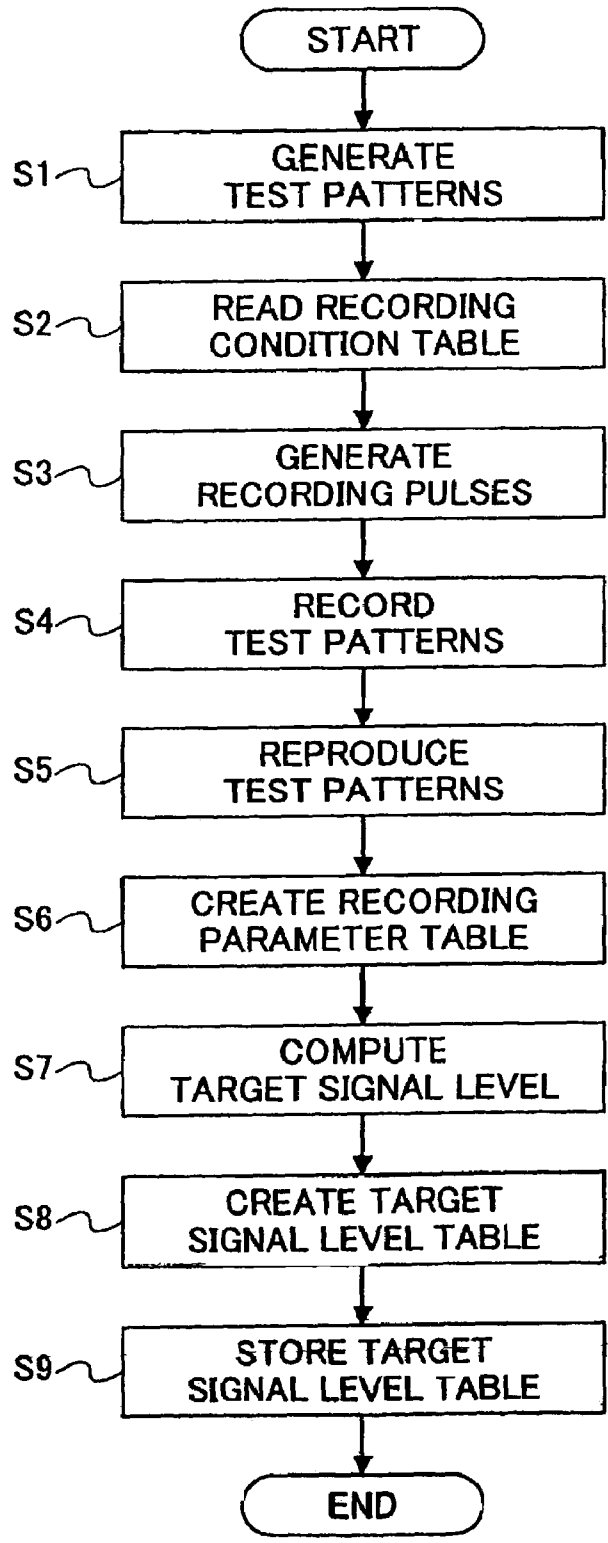 START
S1
GENERATE
TEST PATTERNS
S2
READ RECORDING
CONDITION TABLE
S3
GENERATE
RECORDING PULSES
S4
RECORD
TEST PATTERNS
S5
REPRODUCE
TEST PATTERNS
S6
CREATE RECORDING
PARAMETER TABLE
S7
COMPUTE
TARGET SIGNAL LEVEL
S8
CREATE TARGET
SIGNAL LEVEL TABLE
S9
STORE TARGET
SIGNAL LEVEL TABLE
END